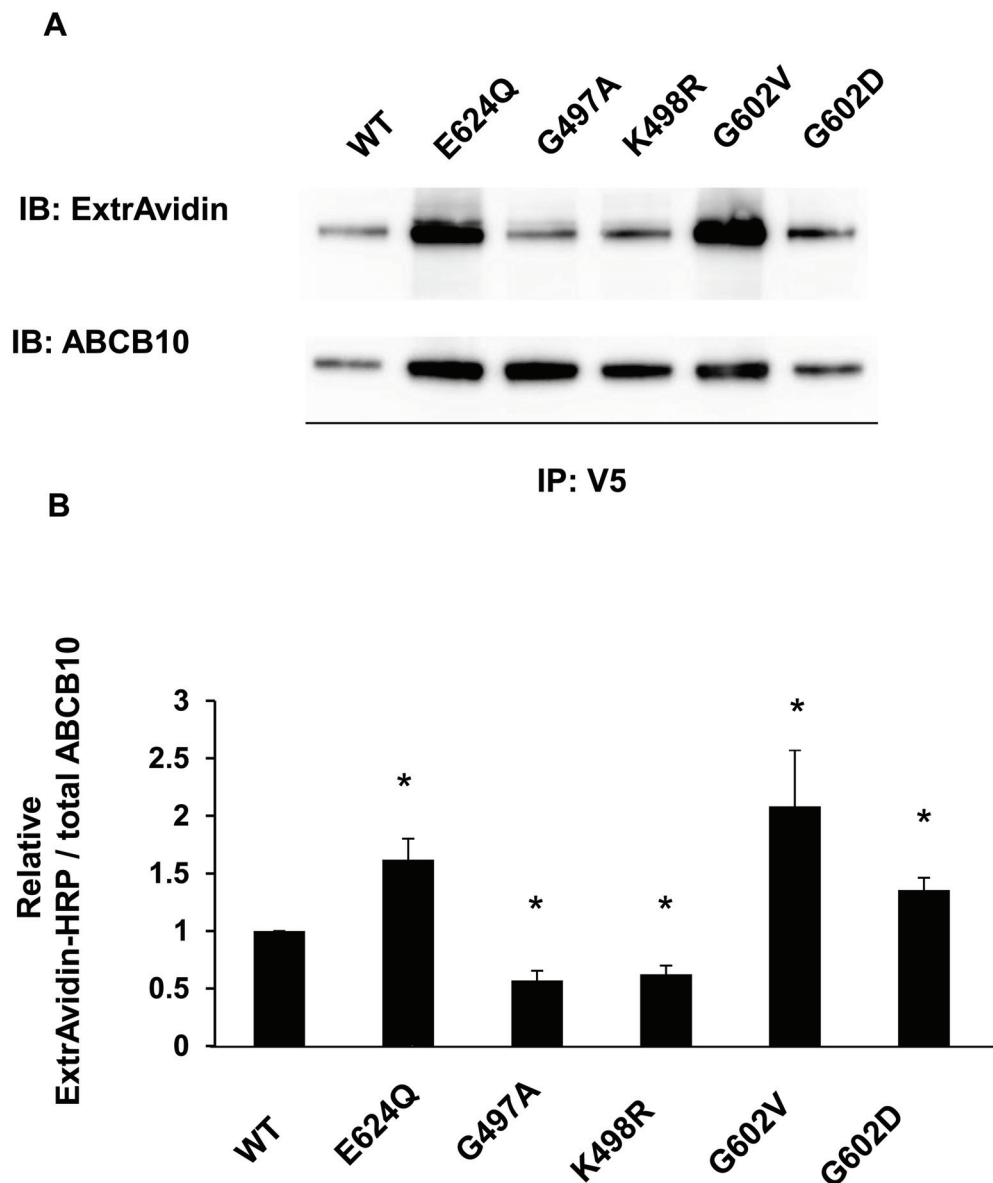 A
WT E624Q G497A K498R G602V G602D
IB: ExtrAvidin
IB: ABCB10
IP: V5
B
Relative
ExtrAvidin-HRP / total ABCB10
3
2.5
2
1.5
1
0.5
0
* * * * *
WT E624Q G497A K498R G602V G602D